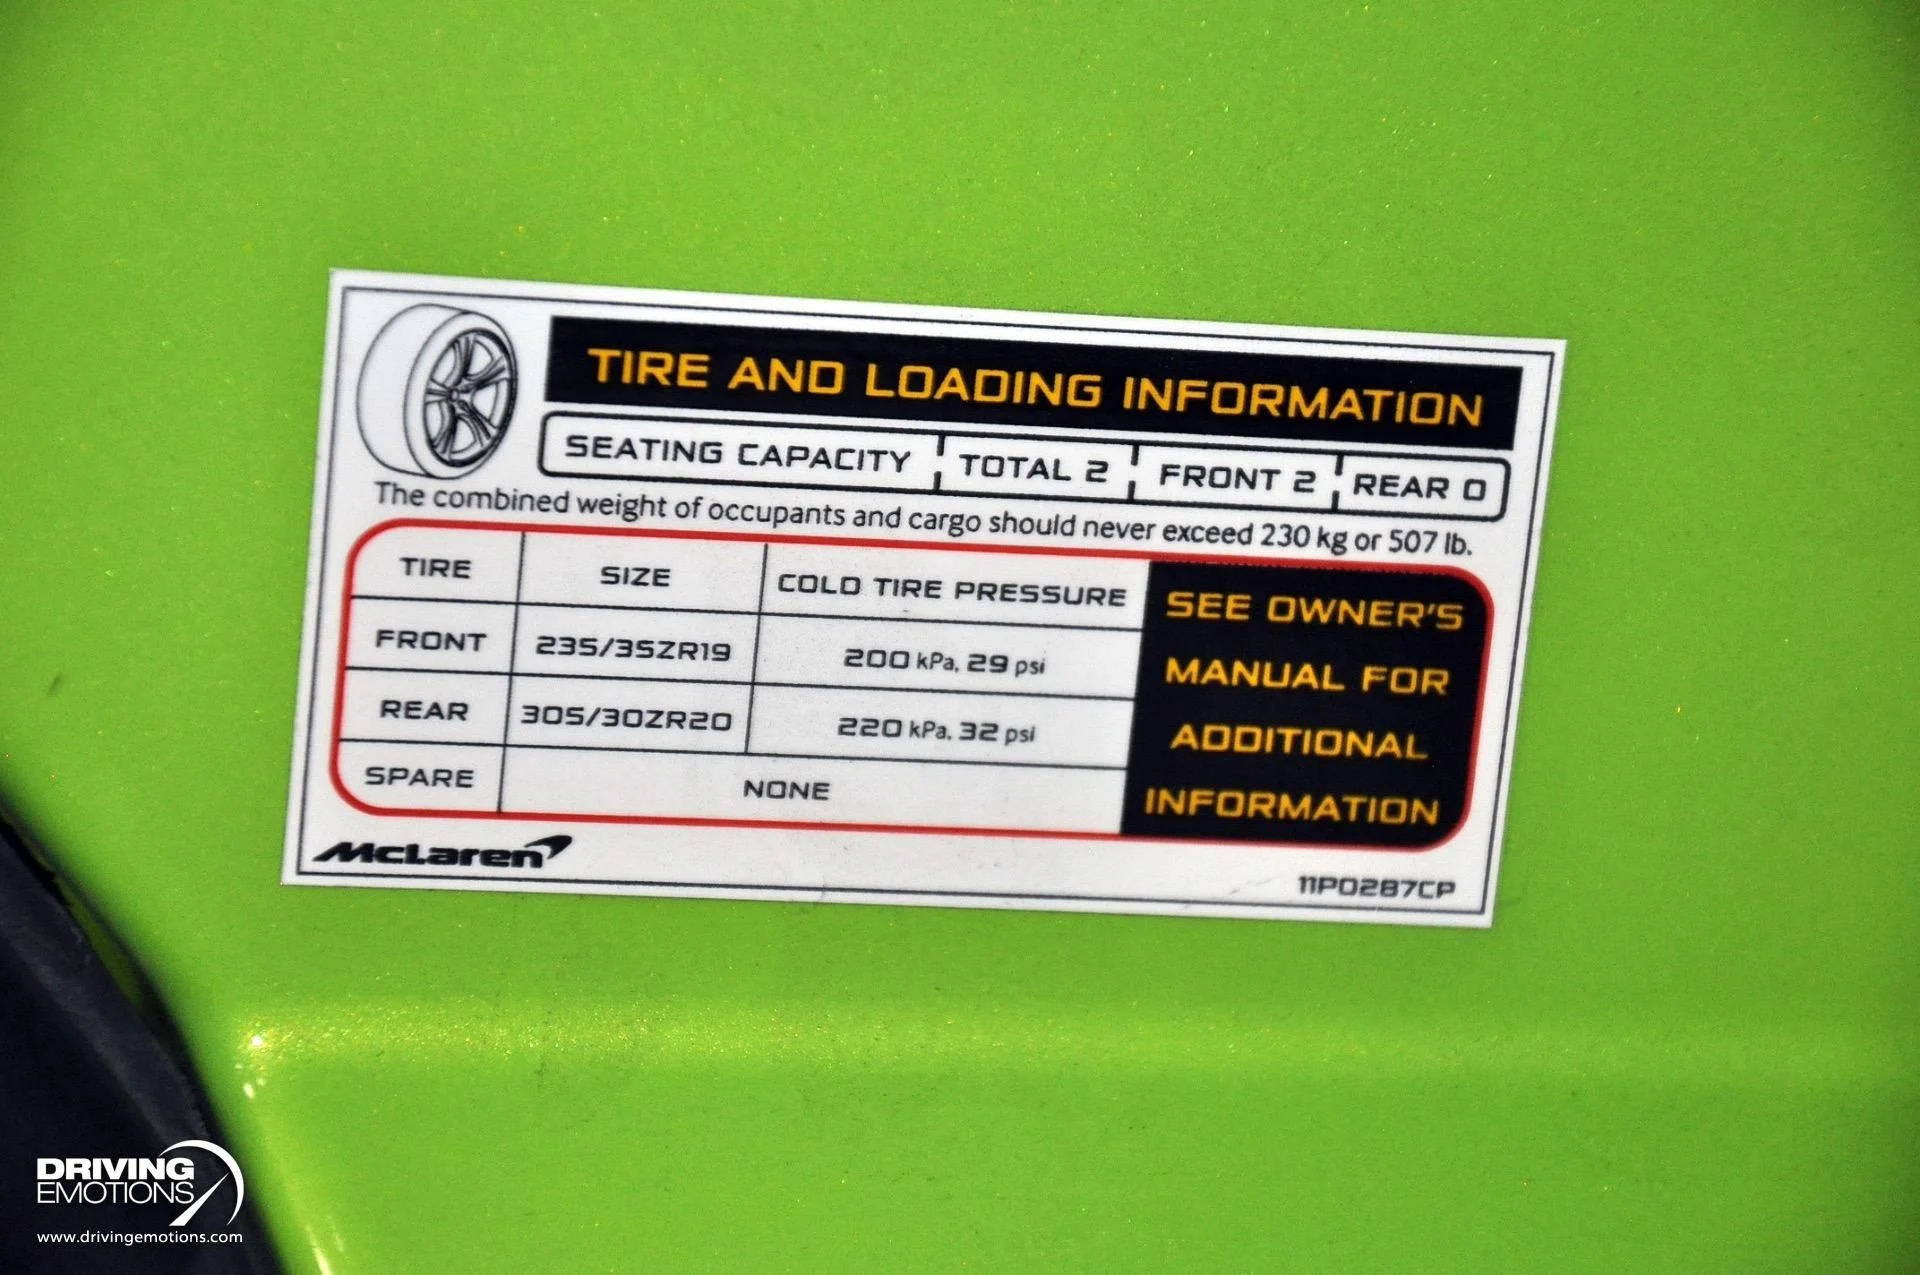 TIRE AND LOADING INFORMATION
SEATING CAPACITY TOTAL 2 FRONT 2 REAR 0
The combined weight of occupants and cargo should never exceed 230 kg or 507 lb.
TIRE SIZE COLD TIRE PRESSURE
FRONT 235/35ZR19 200 kPa, 29 psi
REAR 305/30ZR20 220 kPa, 32 psi
SPARE NONE
SEE OWNER'S
MANUAL FOR
ADDITIONAL
INFORMATION
McLaren
11P0287CP
DRIVING
EMOTIONS
www.drivingemotions.com